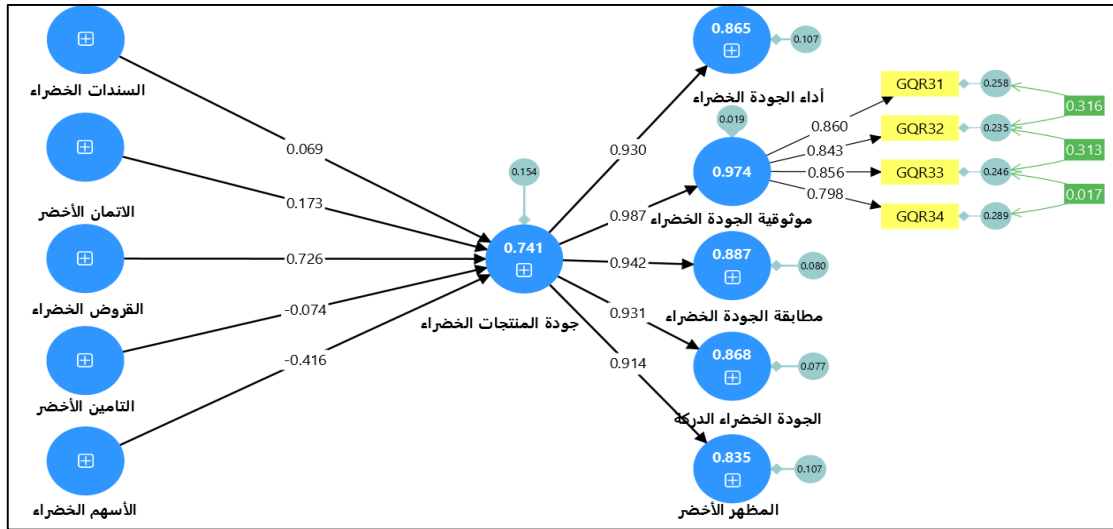 السندات الخضراء
الاتمان الأخضر
القروض الخضراء
التامين الأخضر
الأسهم الخضراء
0.069
0.173
0.726
-0.074
-0.416
0.154
0.741
جودة المنتجات الخضراء
0.930
0.987
0.942
0.931
0.914
0.865
0.107
أداء الجودة الخضراء
0.019
0.974
موثوقية الجودة الخضراء
0.887
0.080
مطابقة الجودة الخضراء
0.868
0.077
الجودة الخضراء الدركة
0.835
0.107
المظهر الأخضر
0.860
0.843
0.856
0.798
GQR31
0.258
GQR32
0.235
GQR33
0.246
GQR34
0.289
0.316
0.313
0.017